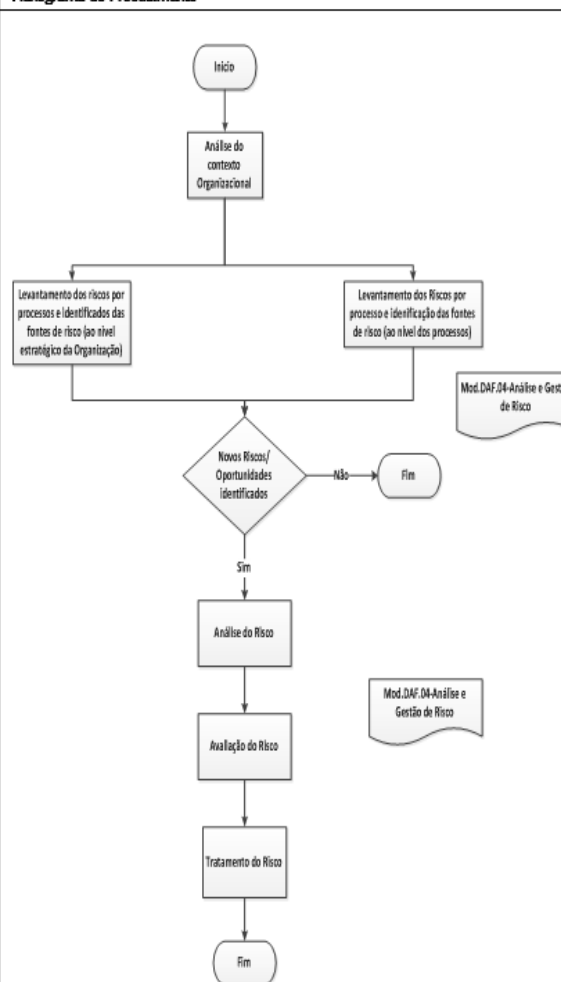 Inicio
Análise do
contexto
Organizacional
Levantamento dos riscos por
processos e identificados das
fontes de risco (ao nível
estratégico da Organização)
Levantamento dos Riscos por
processo e idenificação das fontes
de risco (ao nível dos processos)
Mod.DAF.04-Análise e Gest
de Risco
Novos Riscos/
Oportunidades
identificados
Não
Fim
Sim
Análise do Risco
Mod.DAF.04-Análise e
Gestão de Risco
Avaliação do Risco
Tratamento do Risco
Fim